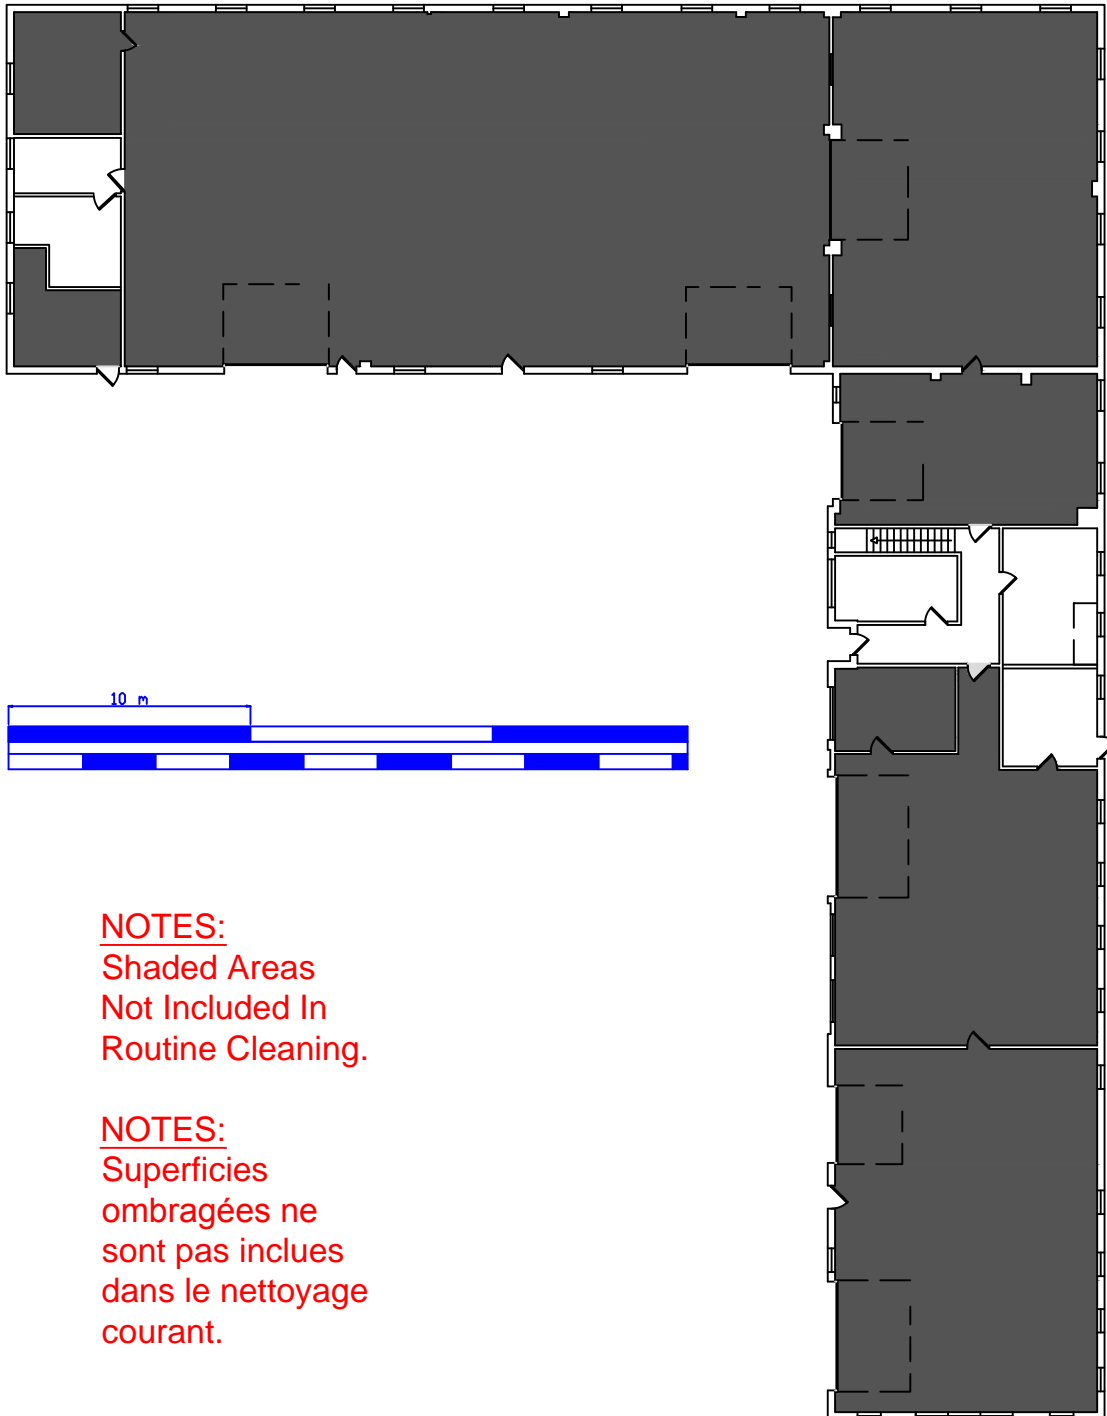 10 m
NOTES:
Shaded Areas
Not Included In
Routine Cleaning.
NOTES:
Superficies
ombragées ne
sont pas inclues
dans le nettoyage
courant.